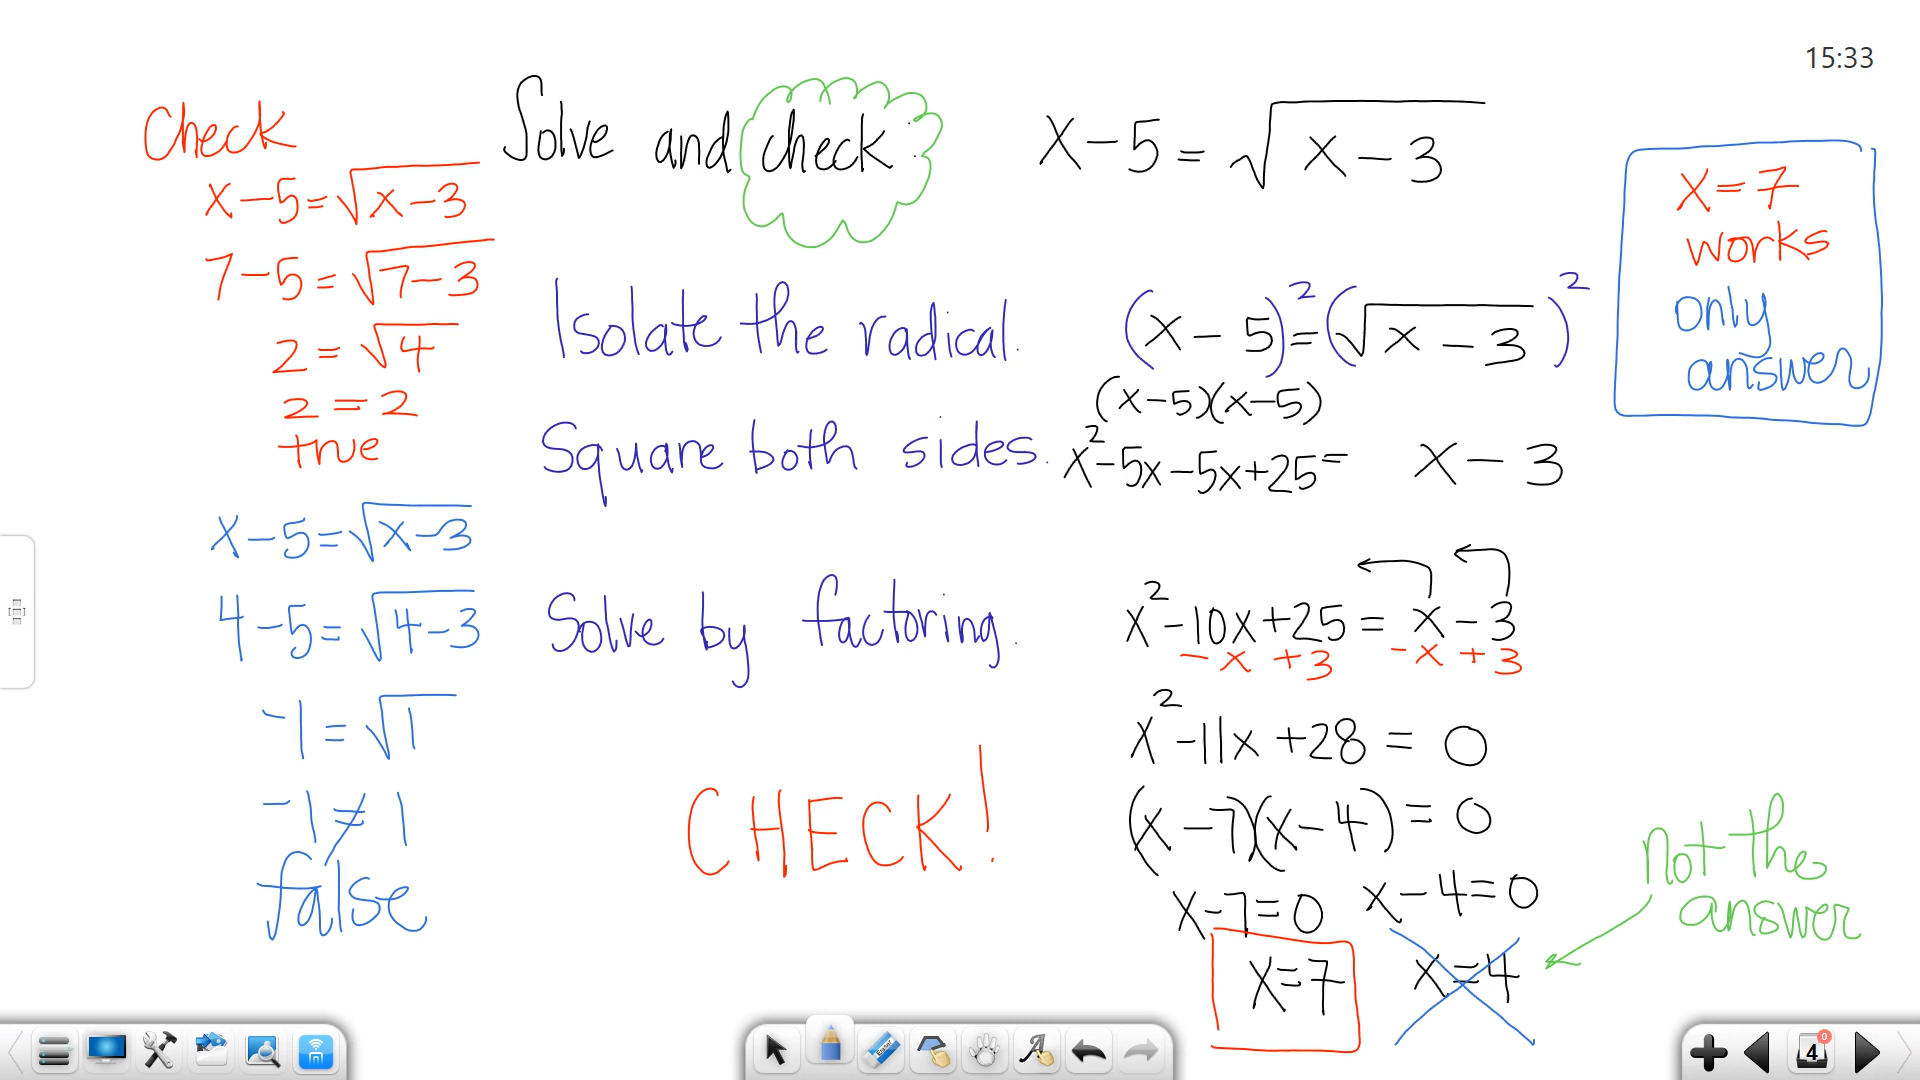 15:33
Check
x-5=√x-3
7-5=√7-3
2=√4
2=2
true
x-5=√x-3
4-5=√4-3
-1=√1
-1≠1
false
Solve and check:
Isolate the radical.
Square both sides.
Solve by factoring.
CHECK!
x-5=√x-3
(x-5)²=(√x-3)²
(x-5)(x-5)
x²-5x-5x+25= x-3
x²-10x+25=x-3
-x +3 -x +3
x²-11x+28=0
(x-7)(x-4)=0
x-7=0 x-4=0
x=7 x=4
x=7
works
only
answer
not the
answer
Eraser
A
4
0